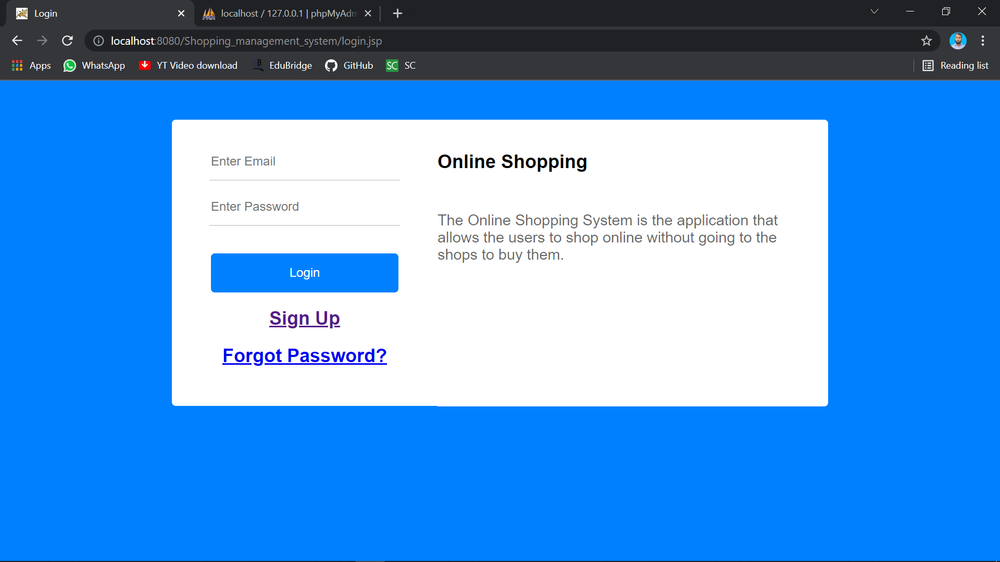 Login
localhost / 127.0.0.1 | phpMyAdm
localhost:8080/Shopping_management_system/login.jsp
Apps
WhatsApp
YT Video download
B
EduBridge
GitHub
SC
SC
Reading list
Enter Email
Enter Password
Login
Sign Up
Forgot Password?
Online Shopping
The Online Shopping System is the application that
allows the users to shop online without going to the
shops to buy them.